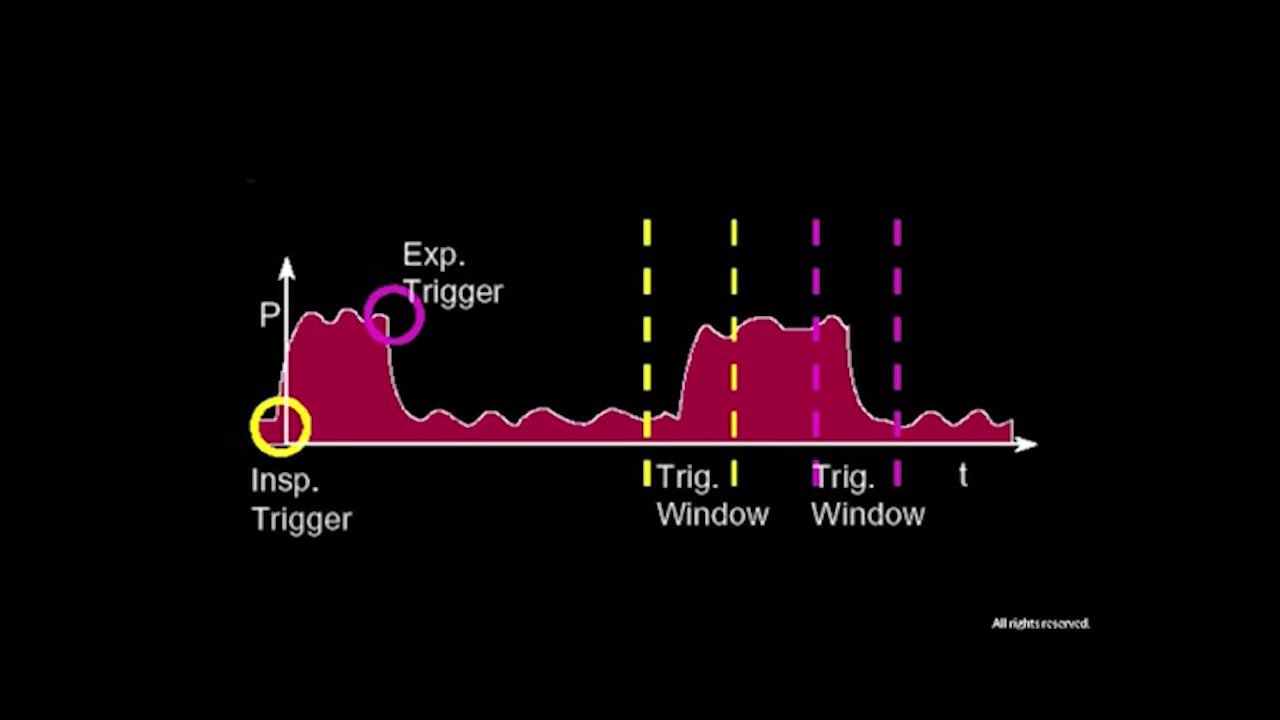 Exp.
Trigger
P
Insp.
Trigger
Trig.
Window
Trig.
Window
t
All rights reserved.